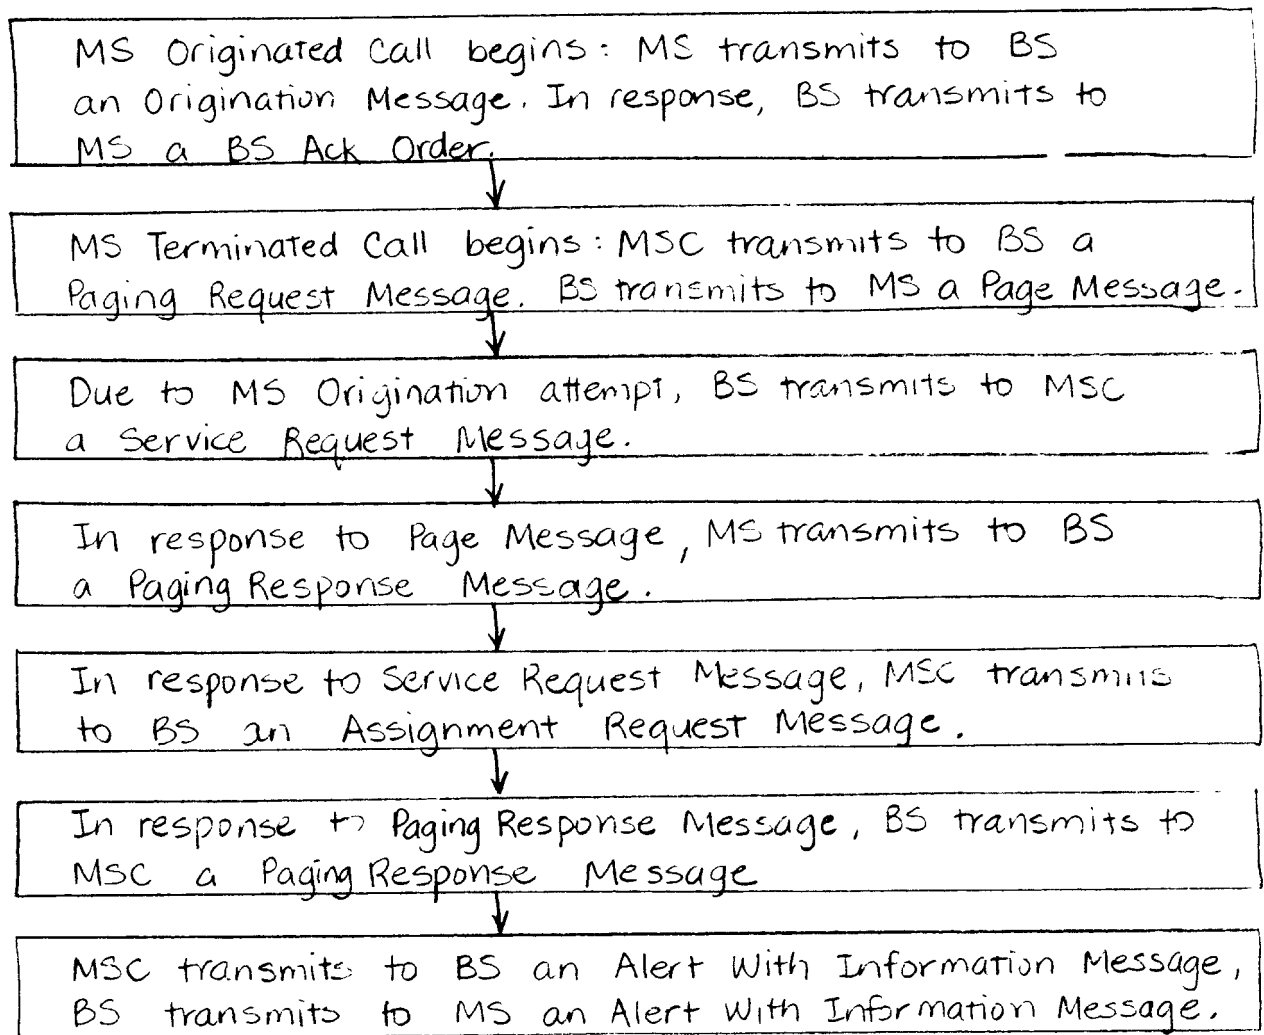 MS Originated Call begins: MS transmits to BS
an Origination Message. In response, BS transmits to
MS a BS Ack Order.
MS Terminated Call begins: MSC transmits to BS a
Paging Request Message. BS transmits to MS a Page Message.
Due to MS Origination attempt, BS transmits to MSC
a Service Request Message.
In response to Page Message, MS transmits to BS
a Paging Response Message.
In response to Service Request Message, MSC transmits
to BS an Assignment Request Message.
In response to Paging Response Message, BS transmits to
MSC a Paging Response Message
MSC transmits to BS an Alert With Information Message,
BS transmits to MS an Alert With Information Message.